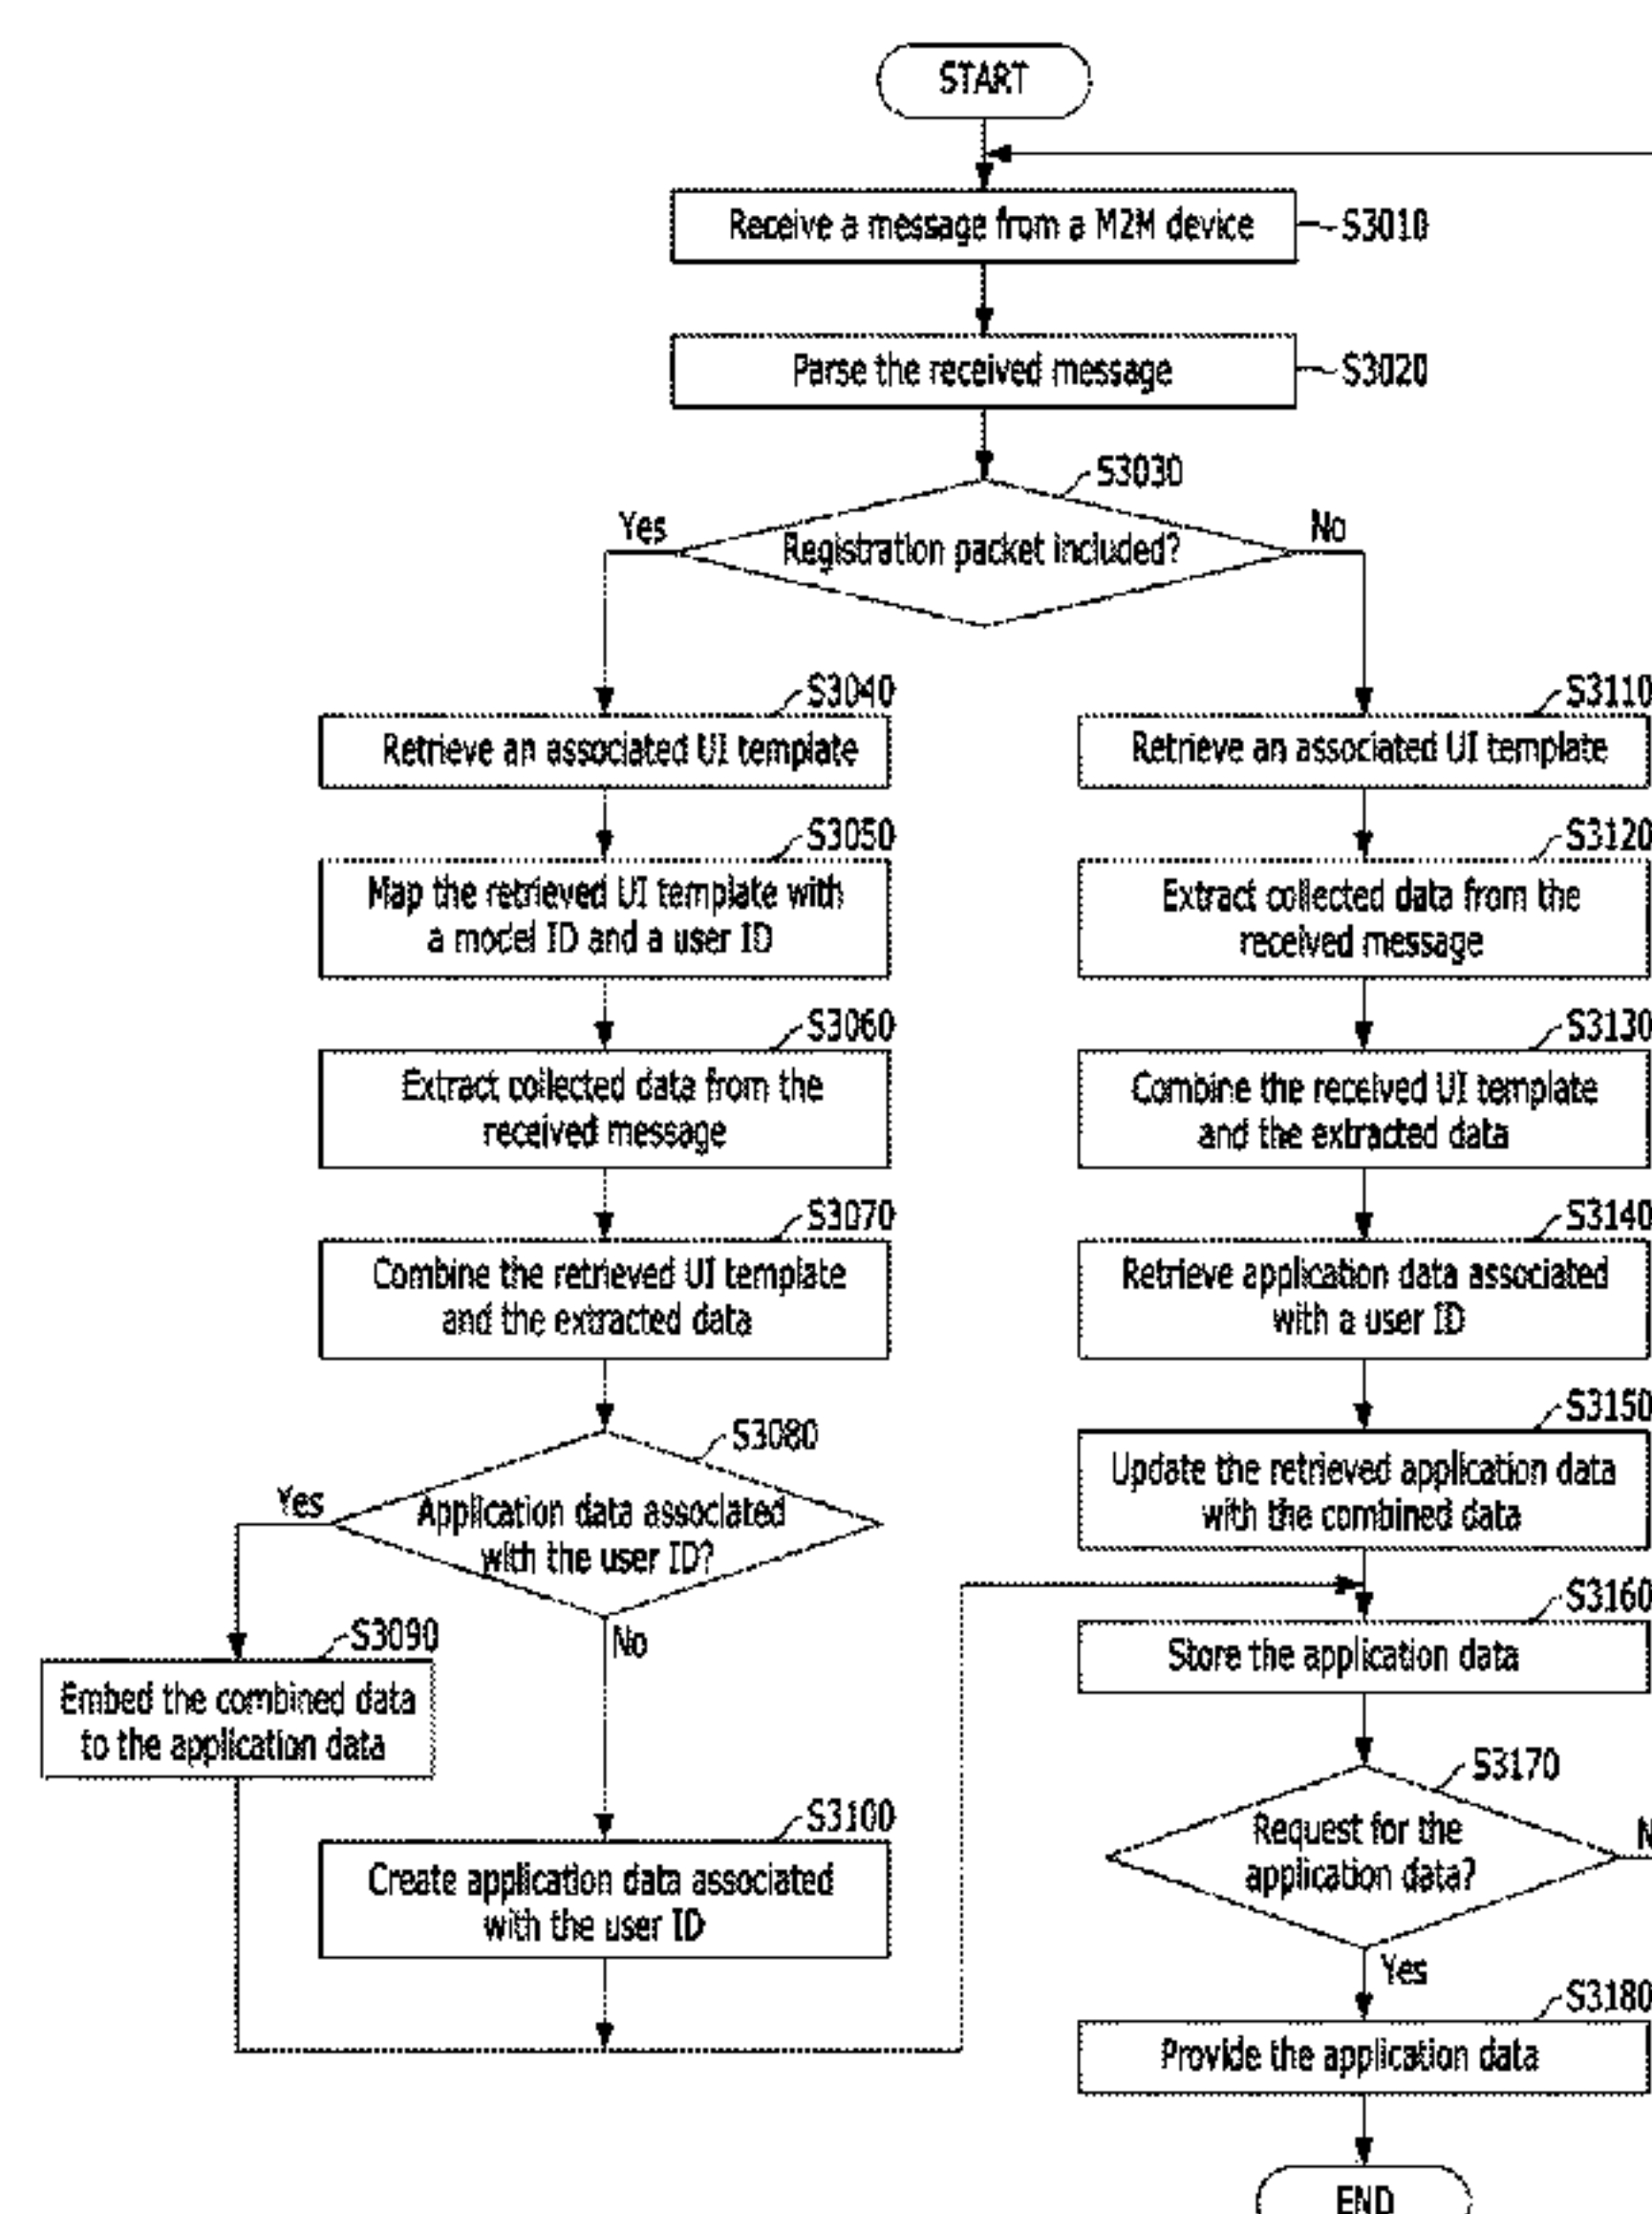 START
Receive a message from a M2M device
S3010
Parse the received message
S3020
S3030
Registration packet included?
Yes
No
S3040
Retrieve an associated UI template
S3050
Map the retrieved UI template with
a model ID and a user ID
S3060
Extract collected data from the
received message
S3070
Combine the retrieved UI template
and the extracted data
S3080
Application data associated
with the user ID?
Yes
No
S3090
Embed the combined data
to the application data
S3100
Create application data associated
with the user ID
S3110
Retrieve an associated UI template
S3120
Extract collected data from the
received message
S3130
Combine the received UI template
and the extracted data
S3140
Retrieve application data associated
with a user ID
S3150
Update the retrieved application data
with the combined data
S3160
Store the application data
S3170
Request for the
application data?
Yes
S3180
Provide the application data
END